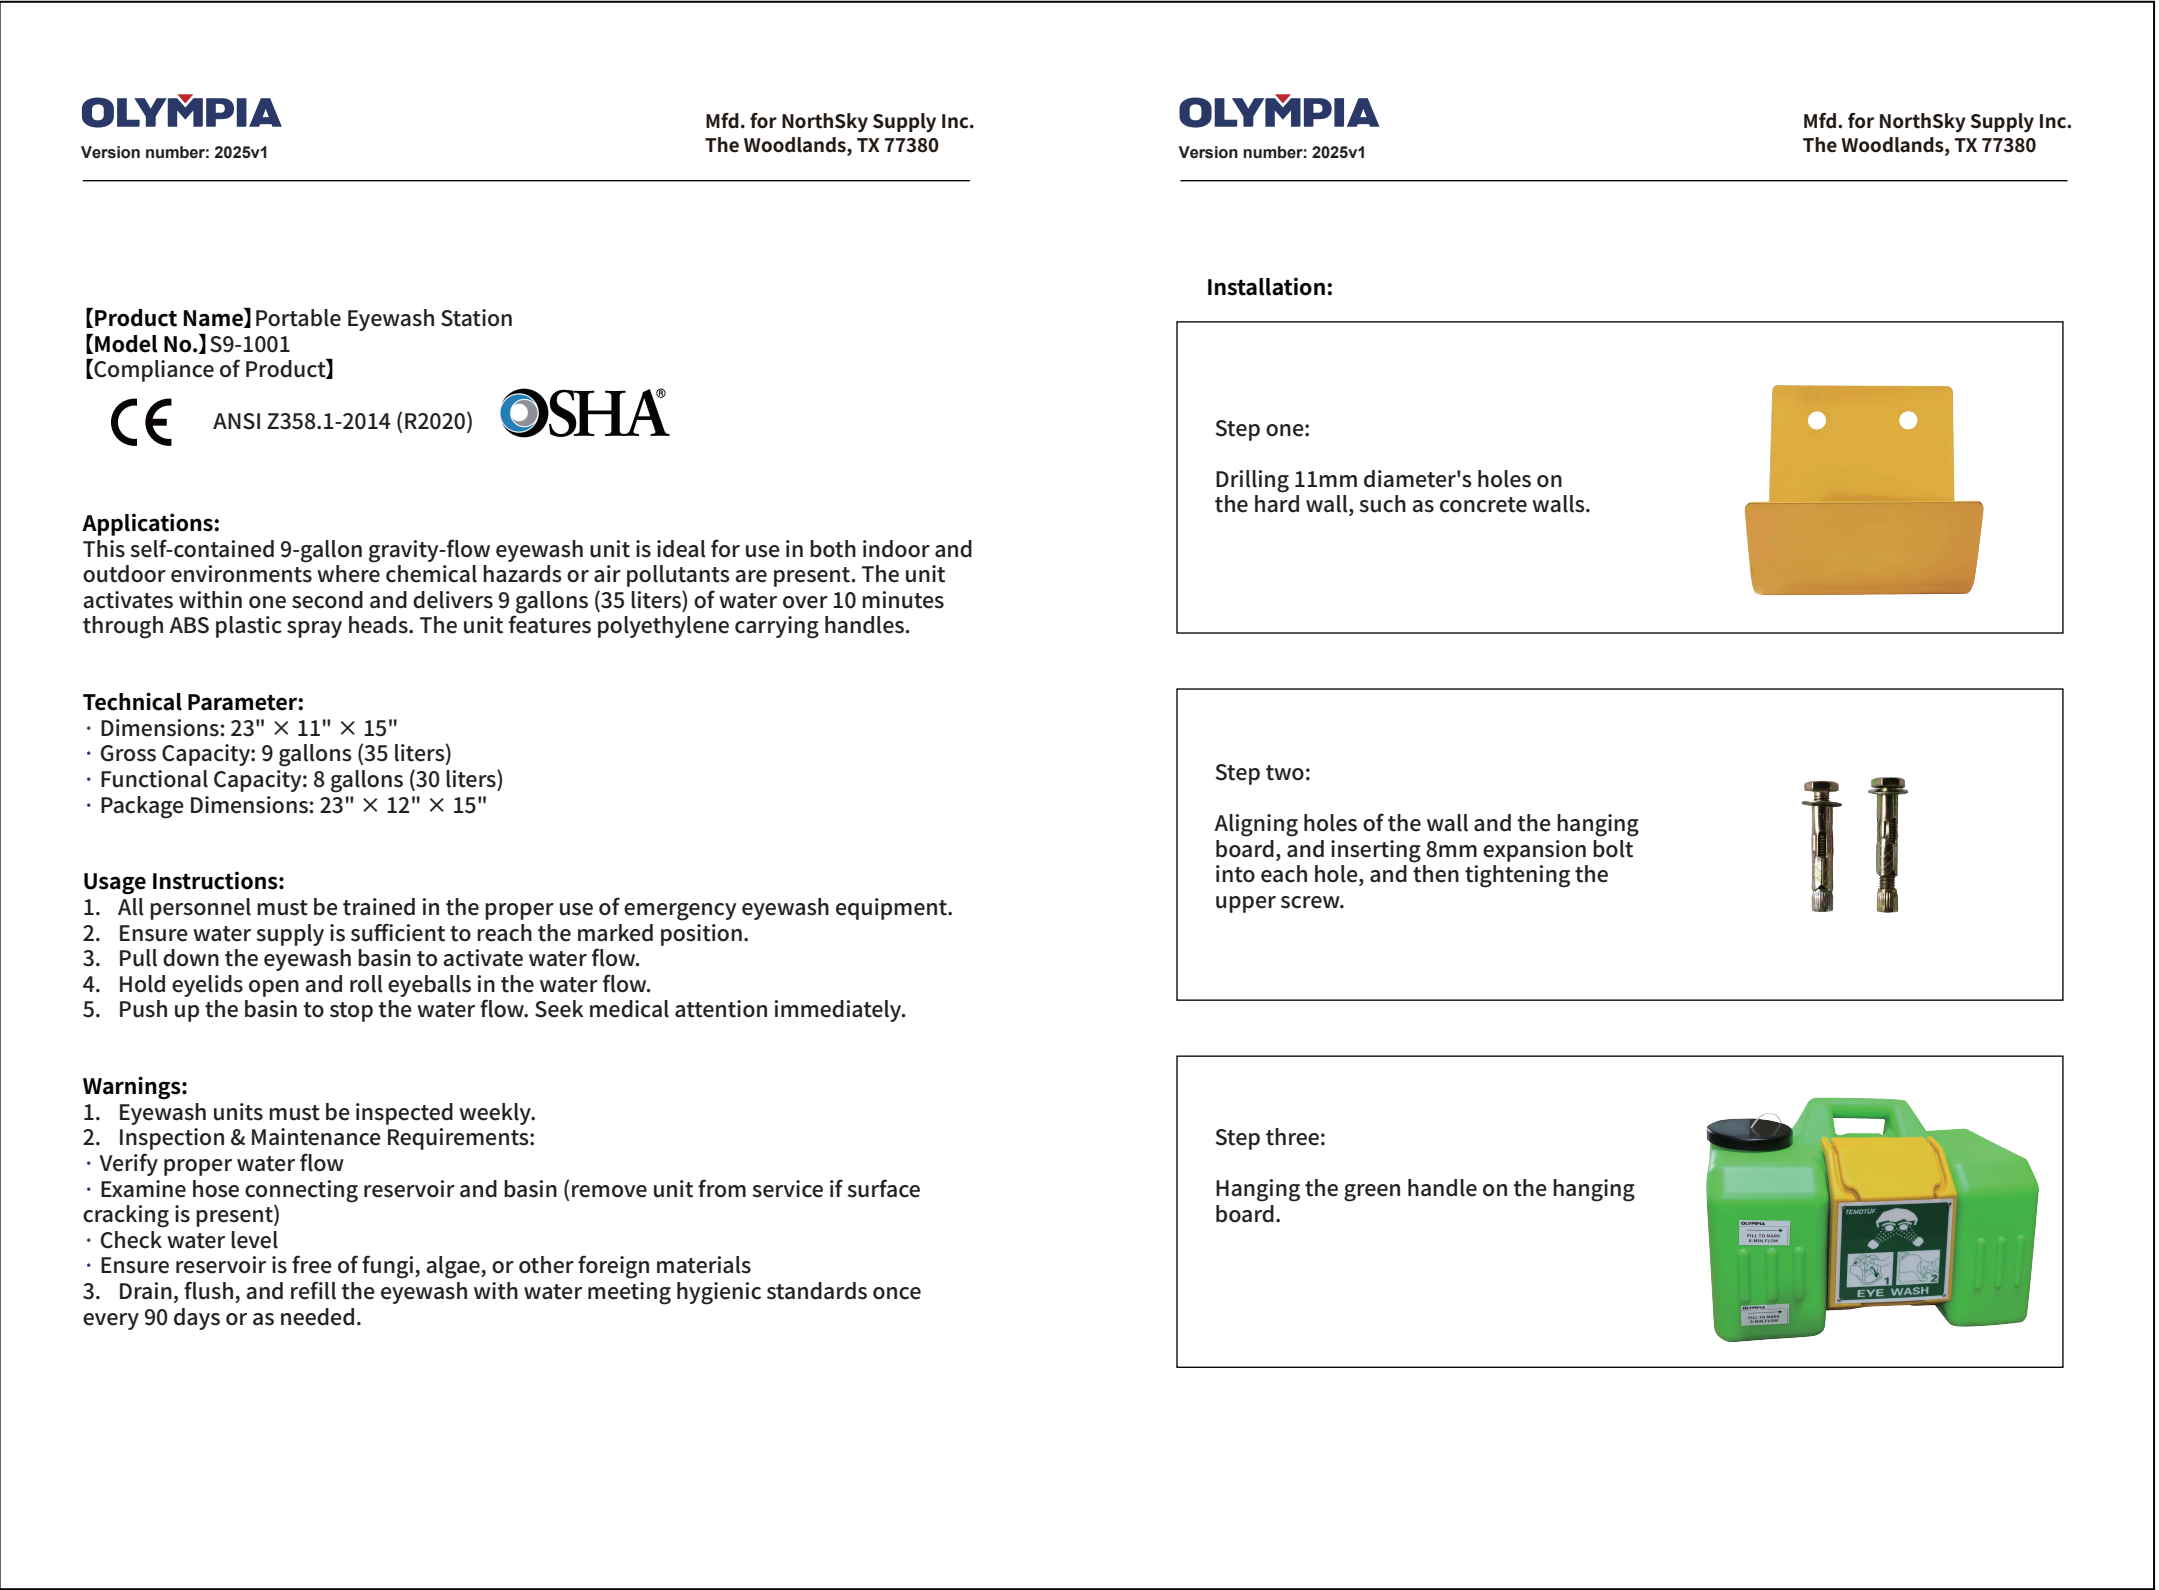 OLYMPIA
Version number: 2025v1
Mfd. for NorthSky Supply Inc.
The Woodlands, TX 77380
【Product Name】Portable Eyewash Station
【Model No.】S9-1001
【Compliance of Product】
CE ANSI Z358.1-2014 (R2020) OSHA®
Applications:
This self-contained 9-gallon gravity-flow eyewash unit is ideal for use in both indoor and
outdoor environments where chemical hazards or air pollutants are present. The unit
activates within one second and delivers 9 gallons (35 liters) of water over 10 minutes
through ABS plastic spray heads. The unit features polyethylene carrying handles.
Technical Parameter:
· Dimensions: 23" × 11" × 15"
· Gross Capacity: 9 gallons (35 liters)
· Functional Capacity: 8 gallons (30 liters)
· Package Dimensions: 23" × 12" × 15"
Usage Instructions:
1. All personnel must be trained in the proper use of emergency eyewash equipment.
2. Ensure water supply is sufficient to reach the marked position.
3. Pull down the eyewash basin to activate water flow.
4. Hold eyelids open and roll eyeballs in the water flow.
5. Push up the basin to stop the water flow. Seek medical attention immediately.
Warnings:
1. Eyewash units must be inspected weekly.
2. Inspection & Maintenance Requirements:
· Verify proper water flow
· Examine hose connecting reservoir and basin (remove unit from service if surface
cracking is present)
· Check water level
· Ensure reservoir is free of fungi, algae, or other foreign materials
3. Drain, flush, and refill the eyewash with water meeting hygienic standards once
every 90 days or as needed.
OLYMPIA
Version number: 2025v1
Mfd. for NorthSky Supply Inc.
The Woodlands, TX 77380
Installation:
Step one:
Drilling 11mm diameter's holes on
the hard wall, such as concrete walls.
Step two:
Aligning holes of the wall and the hanging
board, and inserting 8mm expansion bolt
into each hole, and then tightening the
upper screw.
Step three:
Hanging the green handle on the hanging
board.
TEMOTUF
OLYMPIA
FILL TO MARK
1
2
EYE WASH
OLYMPIA
FILL TO MARK